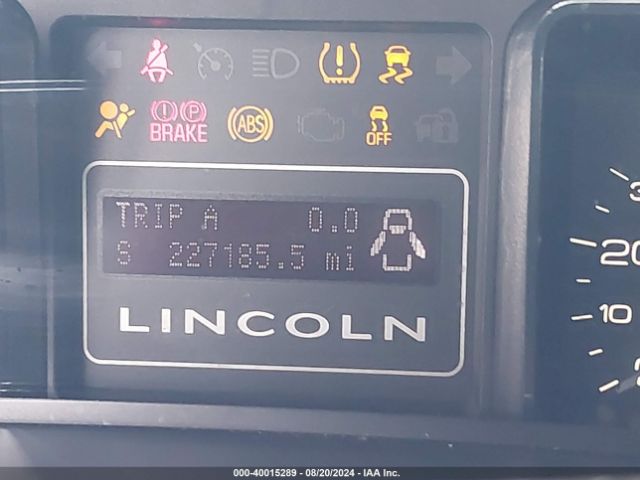 BRAKE
ABS
OFF
TRIP A 0.0
S 227185.5 mi
LINCOLN
20
10
000-40015289 - 08/20/2024 - IAA Inc.